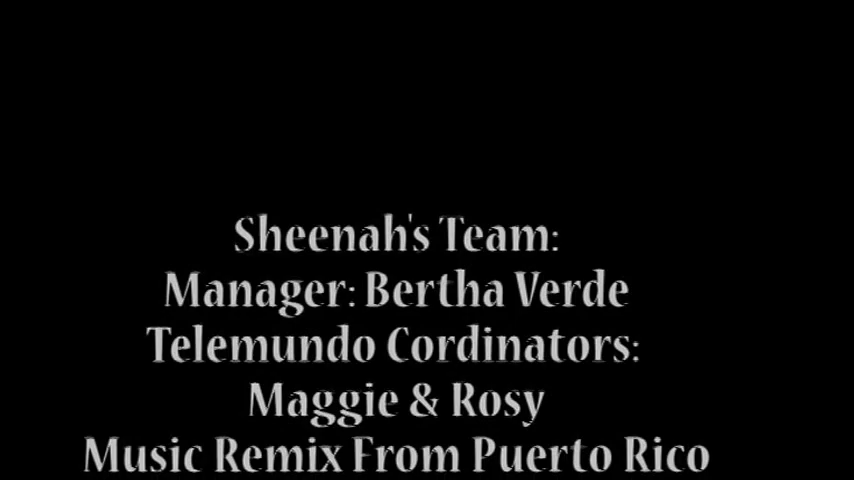 Sheenah's Team:
Manager: Bertha Verde
Telemundo Cordinators:
Maggie & Rosy
Music Remix From Puerto Rico